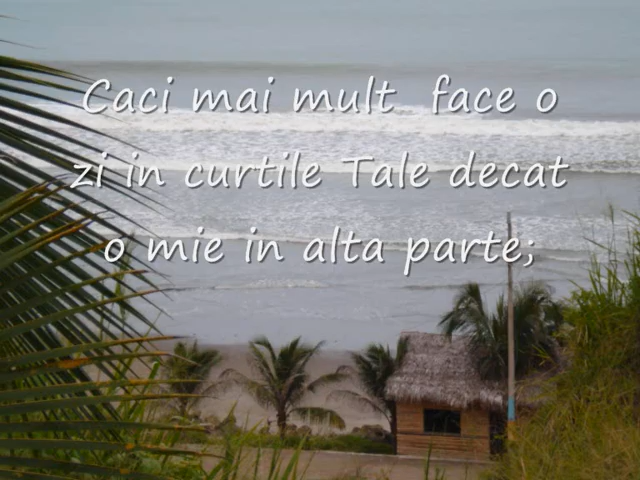 Caci mai mult face o
zi in curtile Tale decat
o mie in alta parte;